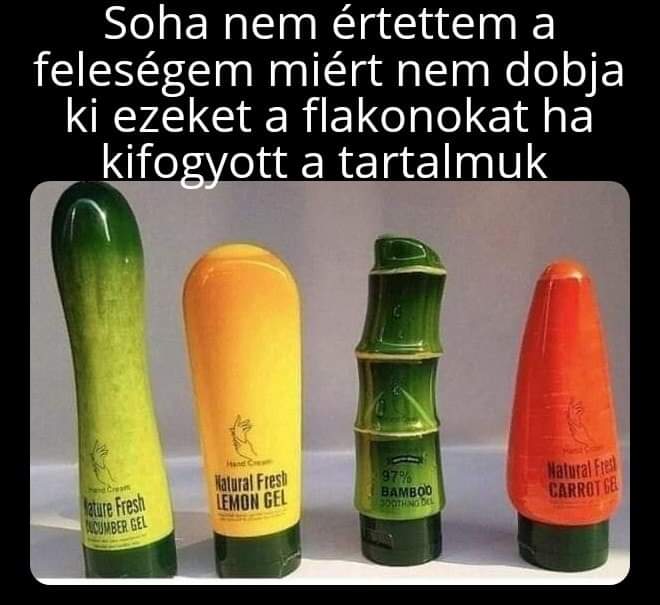 Soha nem értettem a
feleségem miért nem dobja
ki ezeket a flakonokat ha
kifogyott a tartalmuk
Hand Cream
Nature Fresh
CUCUMBER GEL
Hand Cream
Natural Fresh
LEMON GEL
97%
BAMBOO
SOOTHING GEL
Hand Cream
Natural Fresh
CARROT GEL